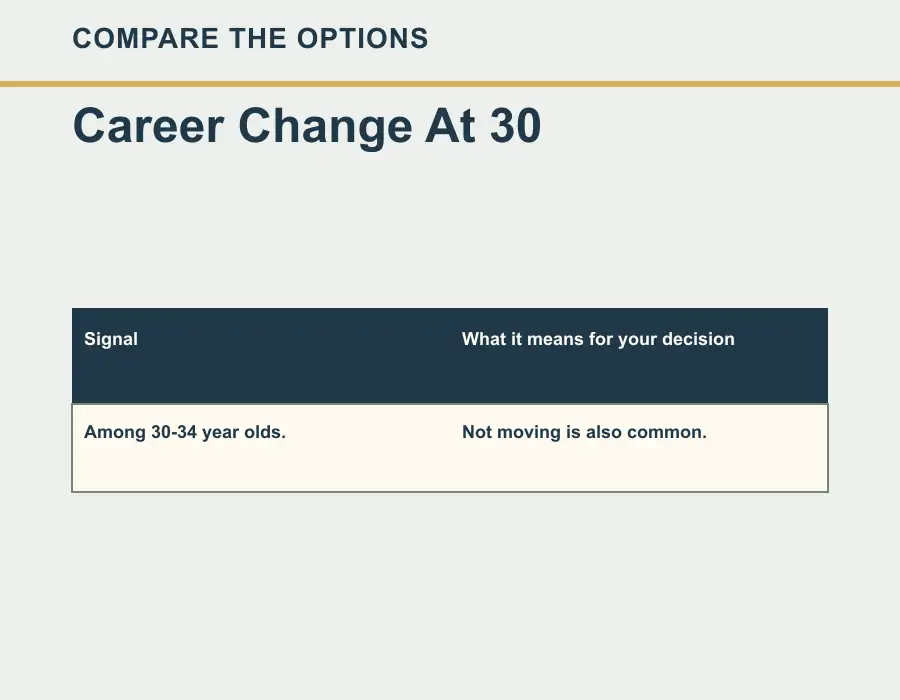 COMPARE THE OPTIONS
Career Change At 30
Signal
What it means for your decision
Among 30-34 year olds.
Not moving is also common.